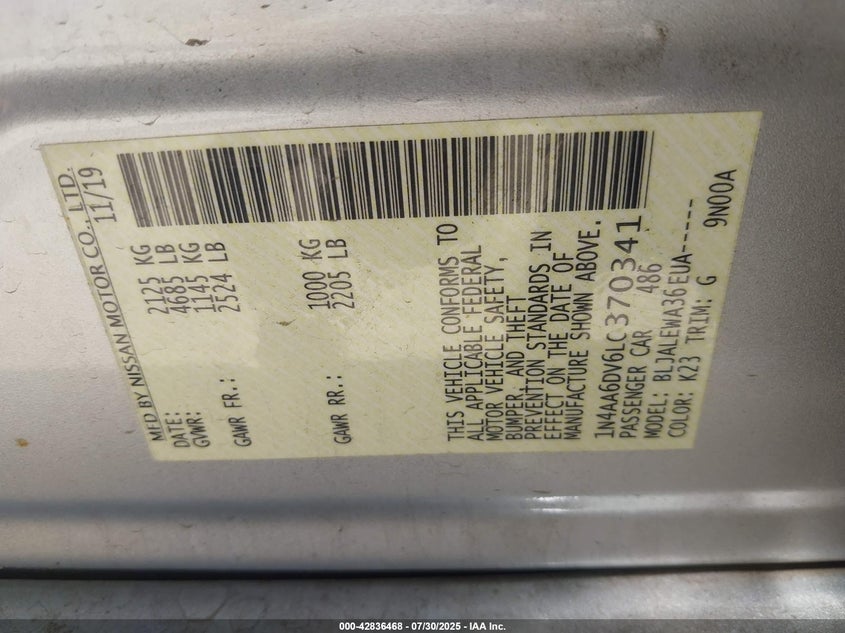 MFD BY NISSAN MOTOR CO., LTD.
DATE: 11/19
GVWR: 2125 KG
4685 LB
GAWR FR.: 1145 KG
2524 LB
GAWR RR.: 1000 KG
2205 LB
THIS VEHICLE CONFORMS TO
ALL APPLICABLE FEDERAL
MOTOR VEHICLE SAFETY,
BUMPER, AND THEFT
PREVENTION STANDARDS IN
EFFECT ON THE DATE OF
MANUFACTURE SHOWN ABOVE.
1N4AA6DV6LC370341
PASSENGER CAR 486
MODEL: BLJALEWA36EUA-----
COLOR: K23 TRIM: G 9N00A
000-42836468 - 07/30/2025 - IAA Inc.